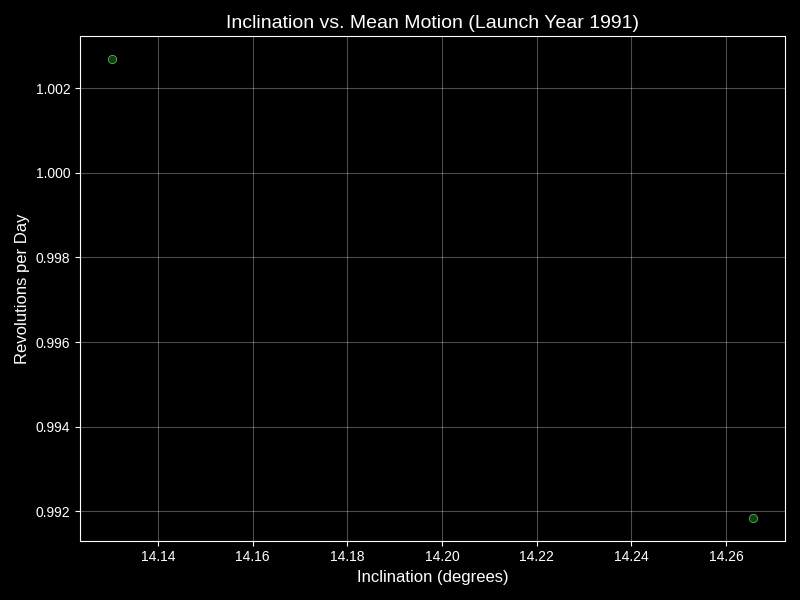 Inclination vs. Mean Motion (Launch Year 1991)
Revolutions per Day
1.002
1.000
0.998
0.996
0.994
0.992
14.14 14.16 14.18 14.20 14.22 14.24 14.26
Inclination (degrees)